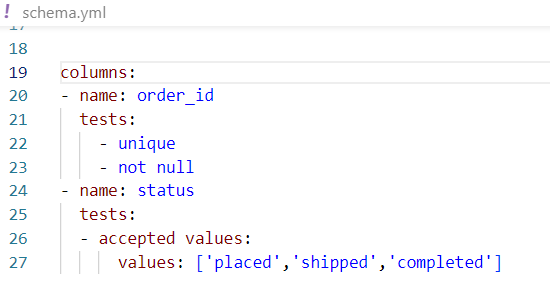 ! schema.yml
17
18
19 columns:
20 - name: order_id
21 tests:
22 - unique
23 - not null
24 - name: status
25 tests:
26 - accepted values:
27 values: ['placed','shipped','completed']